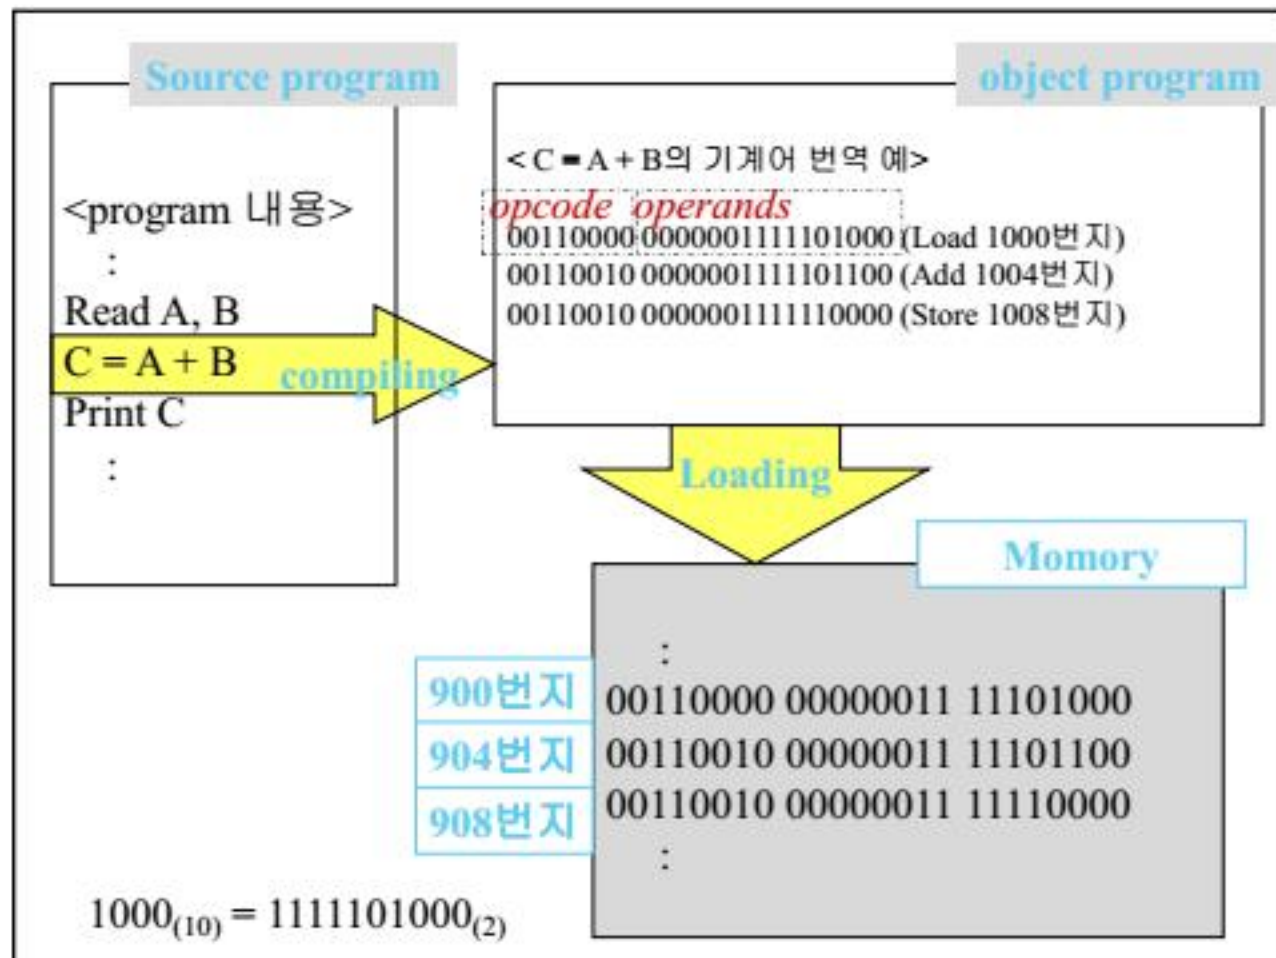 Source program
<program 내용>
:
Read A, B
C = A + B
Print C
:
compiling
object program
< C = A + B의 기계어 번역 예>
opcode operands
00110000 0000001111101000 (Load 1000번지)
00110010 0000001111101100 (Add 1004번지)
00110010 0000001111110000 (Store 1008번지)
Loading
Momory
:
900번지 00110000 00000011 11101000
904번지 00110010 00000011 11101100
908번지 00110010 00000011 11110000
:
1000(10) = 1111101000(2)